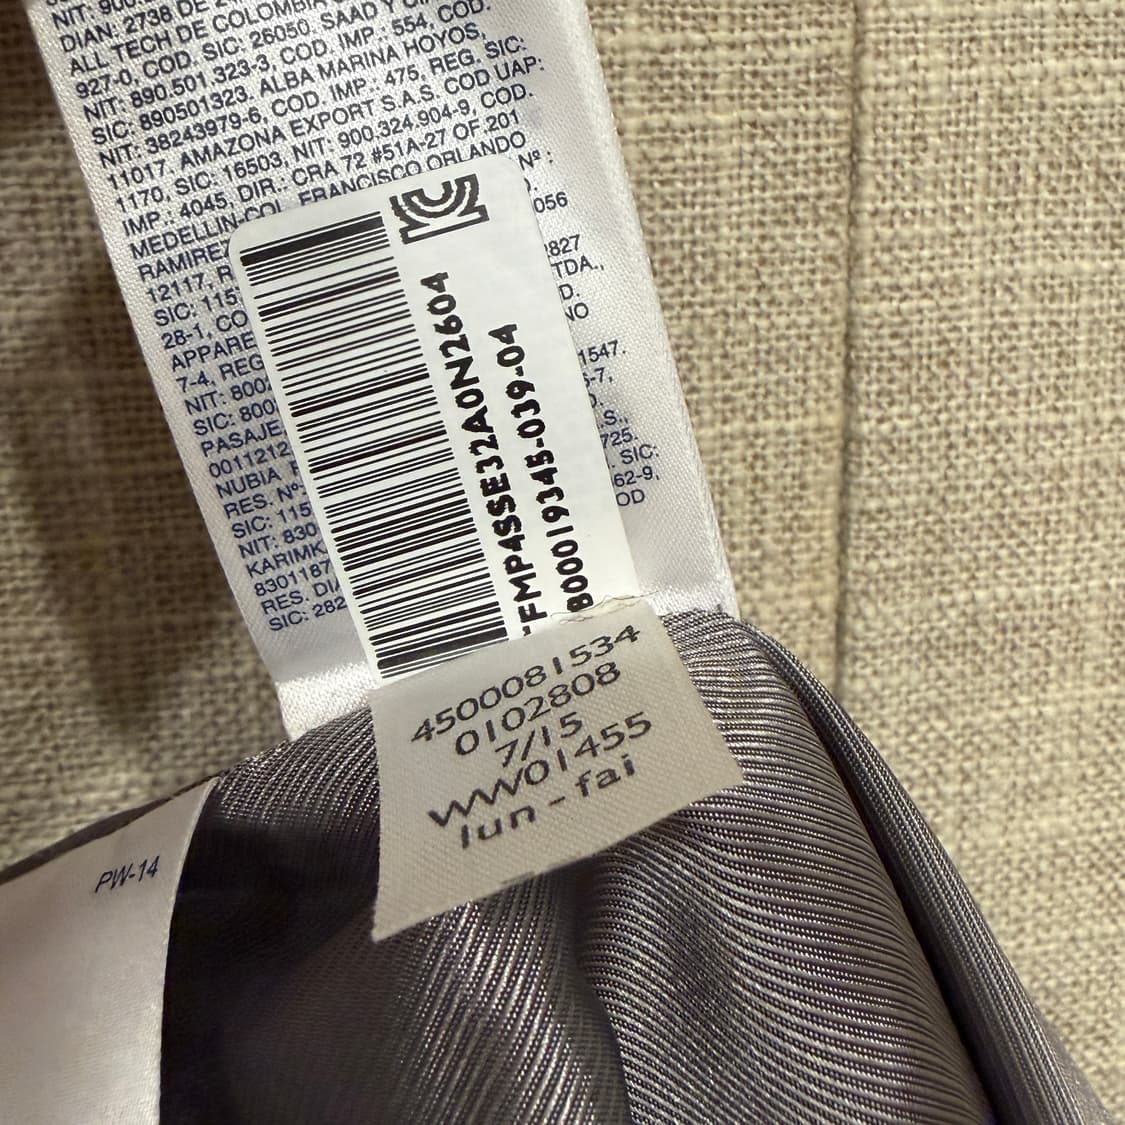 NIT: 900.
DIAN: 2738 DE 2
ALL TECH DE COLOMBIA
927-0, COD. SIC: 26050, SAAD Y
NIT: 890.501.323-3, COD. IMP.: 554, COD.
SIC: 890501323, ALBA MARINA HOYOS,
NIT: 38243979-6, COD. IMP.: 475, REG. SIC:
11017, AMAZONA EXPORT S.A.S. COD UAP:
1170, SIC: 16503, NIT: 900.324.904-9, COD.
IMP.: 4045, DIR.: CRA 72 #51A-27 OF.201
MEDELLIN-COL. FRANCISCO ORLANDO
RAMIREZ Nº :
12117, R
SIC: 115 056
28-1, CO
APPARE 827
7-4, REG TDA.,
NIT: 800 D.
SIC: 800 NO
PASAJE
0011212 1547.
NUBIA, -7,
RES. Nº
SIC: 115 S.,
NIT: 830 725.
KARIMK SIC:
8301187 62-9,
RES. DI OD
SIC: 282
KC
FMP4SSE32A0N2604
800019345-039-04
4500081534
0102808
7/15
WW01455
lun-fai
PW-14